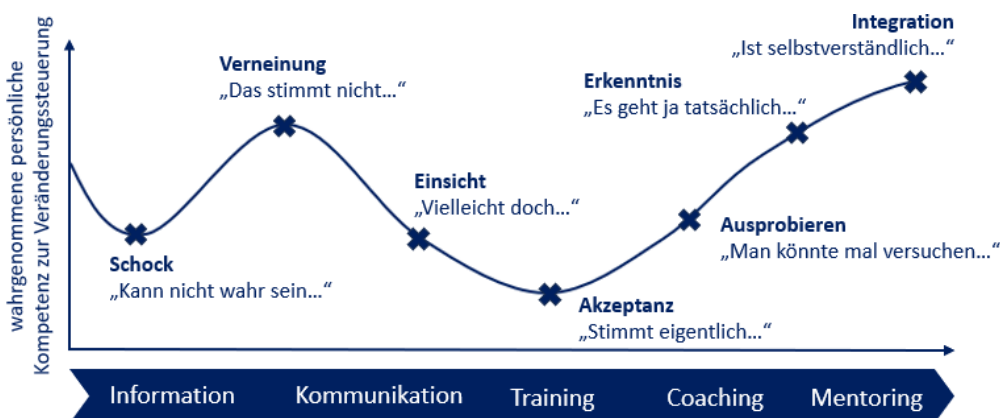 wahrgenommene persönliche
Kompetenz zur Veränderungssteuerung
Schock
„Kann nicht wahr sein...“
Verneinung
„Das stimmt nicht...“
Einsicht
„Vielleicht doch...“
Akzeptanz
„Stimmt eigentlich...“
Ausprobieren
„Man könnte mal versuchen...“
Erkenntnis
„Es geht ja tatsächlich...“
Integration
„Ist selbstverständlich...“
Information
Kommunikation
Training
Coaching
Mentoring